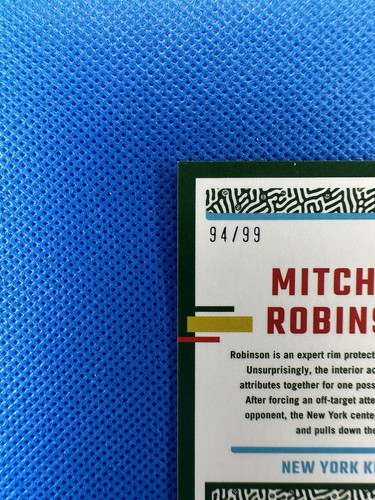 94/99
MITCH
ROBINS
Robinson is an expert rim protect
Unsurprisingly, the interior ac
attributes together for one poss
After forcing an off-target atte
opponent, the New York cente
and pulls down the
NEW YORK K